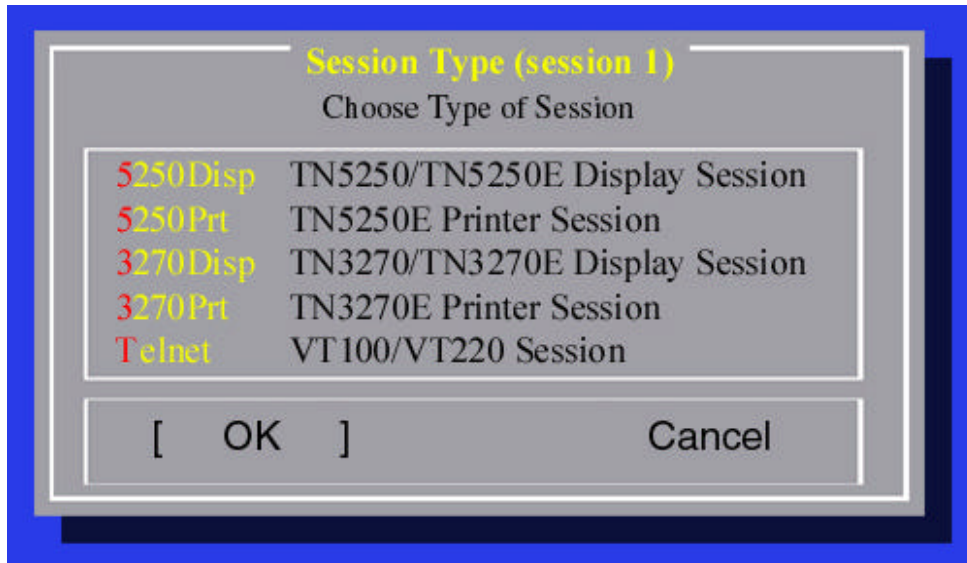 Session Type (session 1)
Choose Type of Session
5250Disp TN5250/TN5250E Display Session
5250Prt TN5250E Printer Session
3270Disp TN3270/TN3270E Display Session
3270Prt TN3270E Printer Session
Telnet VT100/VT220 Session
[ OK ] Cancel